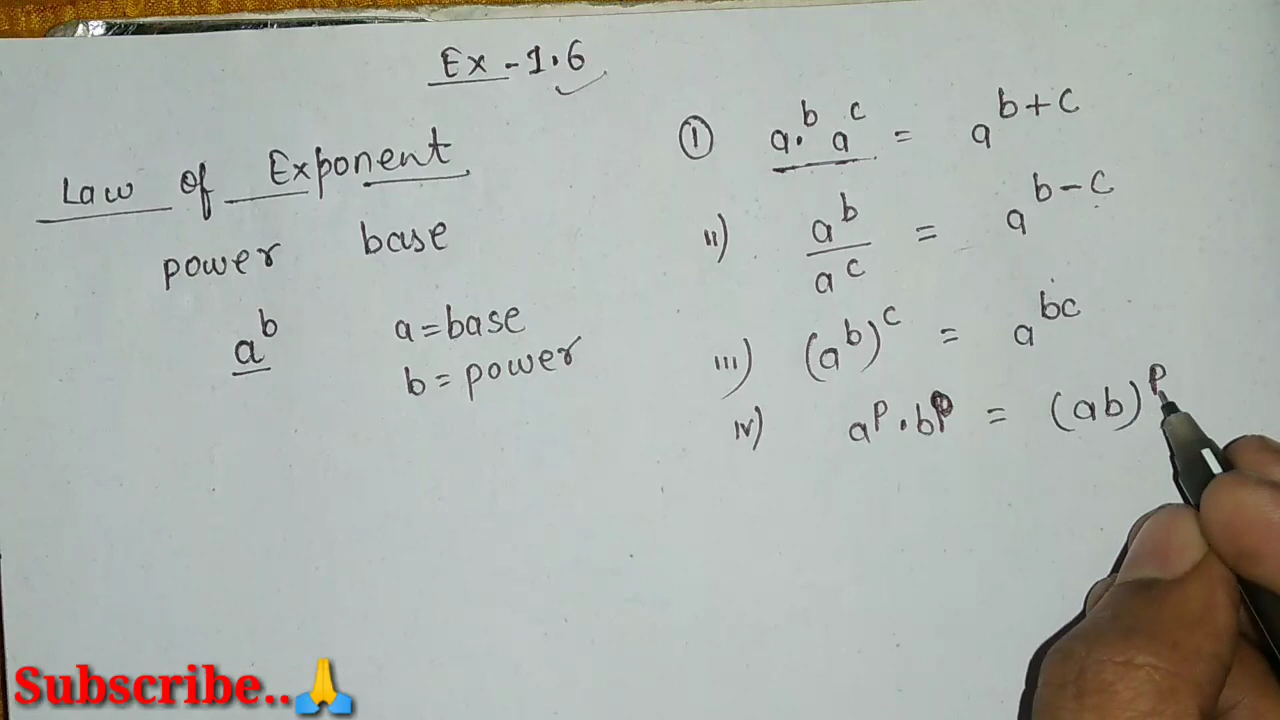 Ex - 1.6
Law of Exponent
power base
a^b a = base
b = power
① a.^b a^c = a^{b+c}
ii) a^b / a^c = a^{b-c}
iii) (a^b)^c = a^{bc}
iv) a^p . b^p = (ab)^p
Subscribe..🙏